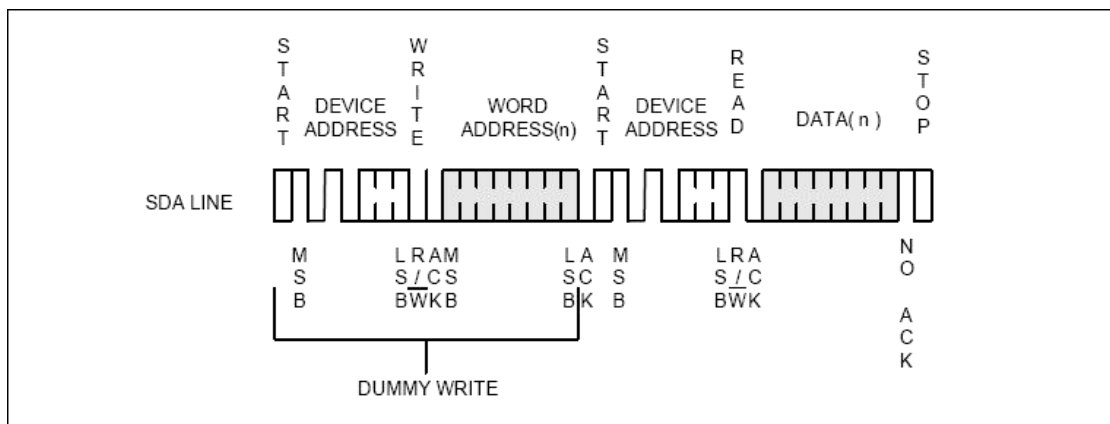 START
DEVICE
ADDRESS
WRITE
WORD
ADDRESS(n)
START
DEVICE
ADDRESS
READ
DATA( n )
STOP
SDA LINE
MSB
LSB
R/W
ACK
MSB
LSB
ACK
MSB
LSB
R/W
ACK
NO ACK
DUMMY WRITE